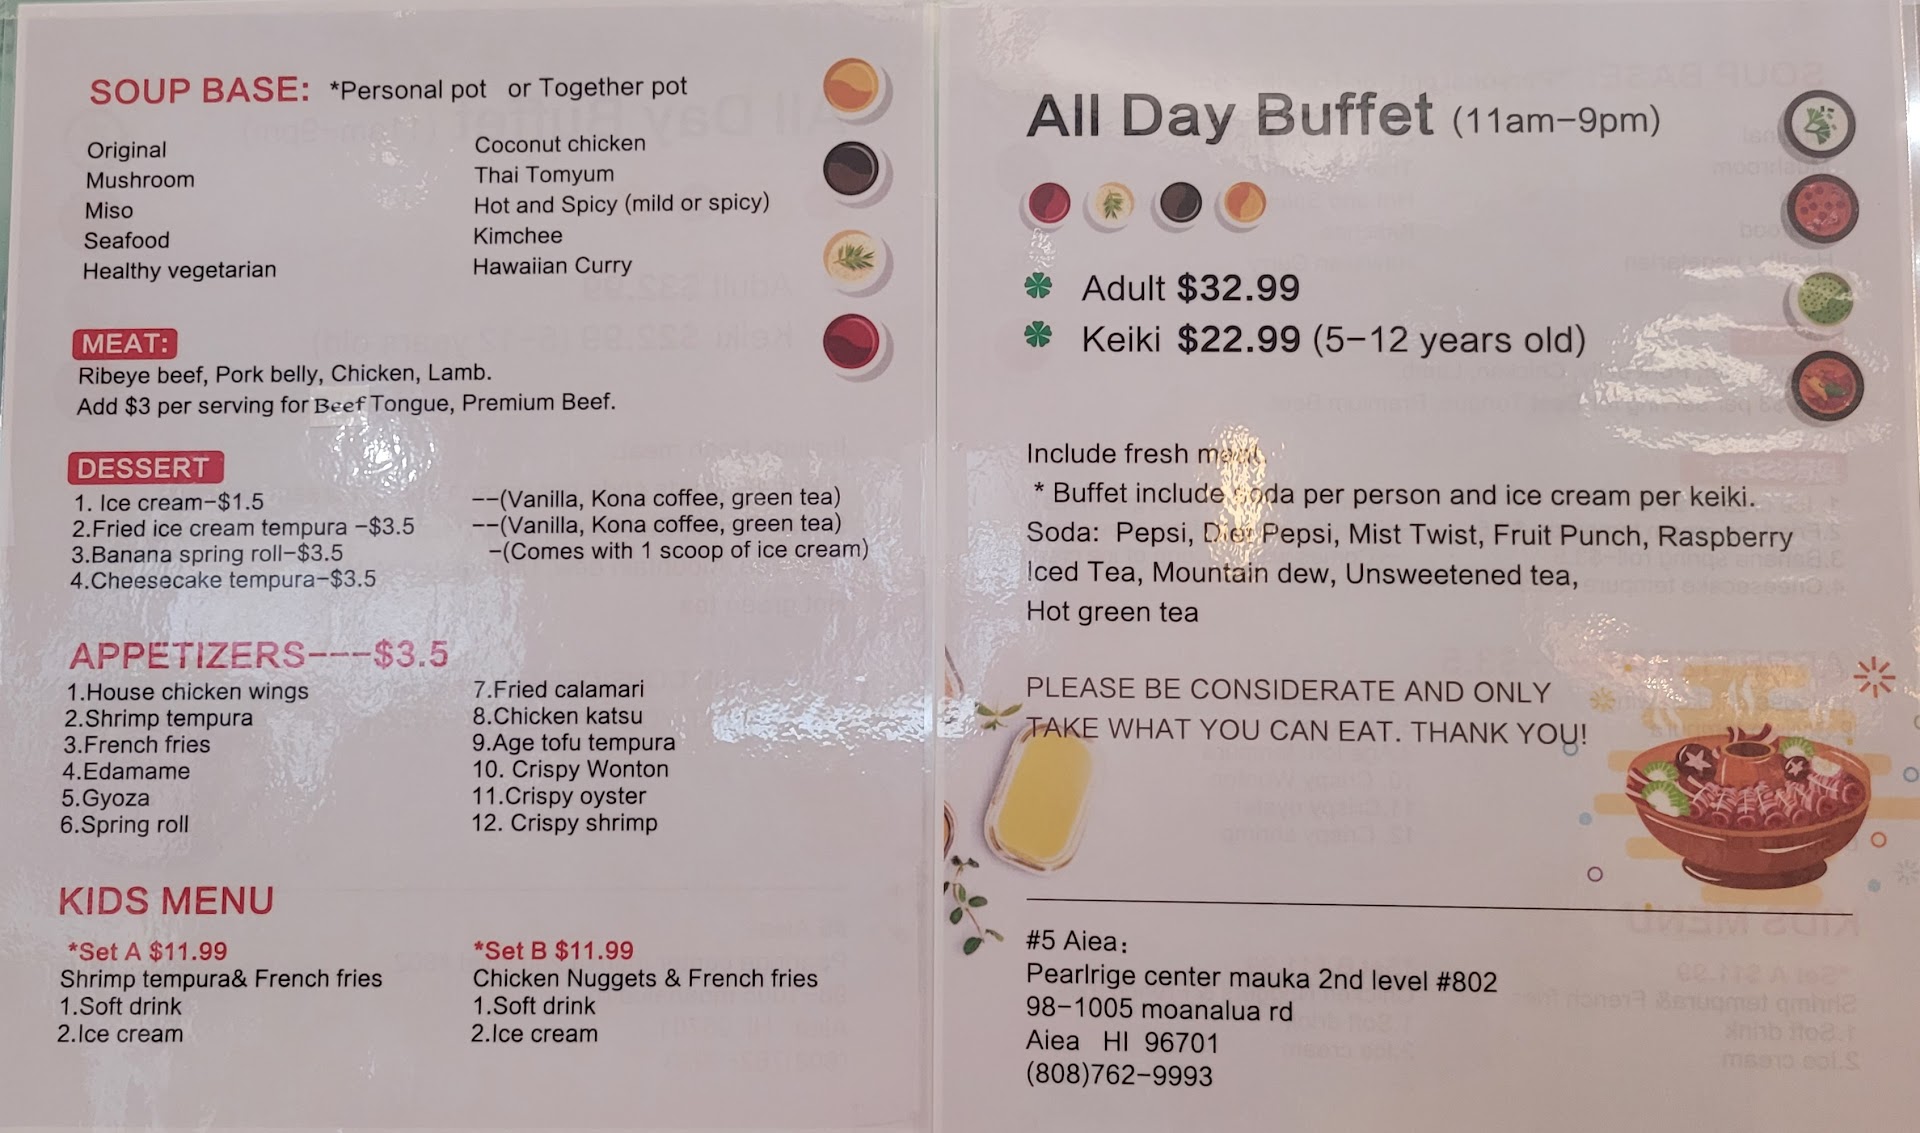 SOUP BASE: *Personal pot or Together pot
Original
Mushroom
Miso
Seafood
Healthy vegetarian
Coconut chicken
Thai Tomyum
Hot and Spicy (mild or spicy)
Kimchee
Hawaiian Curry
MEAT:
Ribeye beef, Pork belly, Chicken, Lamb.
Add $3 per serving for Beef Tongue, Premium Beef.
DESSERT
1. Ice cream-$1.5 --(Vanilla, Kona coffee, green tea)
2.Fried ice cream tempura -$3.5 --(Vanilla, Kona coffee, green tea)
3.Banana spring roll-$3.5 -(Comes with 1 scoop of ice cream)
4.Cheesecake tempura-$3.5
APPETIZERS---$3.5
1.House chicken wings
2.Shrimp tempura
3.French fries
4.Edamame
5.Gyoza
6.Spring roll
7.Fried calamari
8.Chicken katsu
9.Age tofu tempura
10. Crispy Wonton
11.Crispy oyster
12. Crispy shrimp
KIDS MENU
*Set A $11.99
Shrimp tempura& French fries
1.Soft drink
2.Ice cream
*Set B $11.99
Chicken Nuggets & French fries
1.Soft drink
2.Ice cream
All Day Buffet (11am-9pm)
Adult $32.99
Keiki $22.99 (5-12 years old)
Include fresh
* Buffet include soda per person and ice cream per keiki.
Soda: Pepsi, Diet Pepsi, Mist Twist, Fruit Punch, Raspberry
Iced Tea, Mountain dew, Unsweetened tea,
Hot green tea
PLEASE BE CONSIDERATE AND ONLY
TAKE WHAT YOU CAN EAT. THANK YOU!
#5 Aiea:
Pearlrige center mauka 2nd level #802
98-1005 moanalua rd
Aiea HI 96701
(808)762-9993